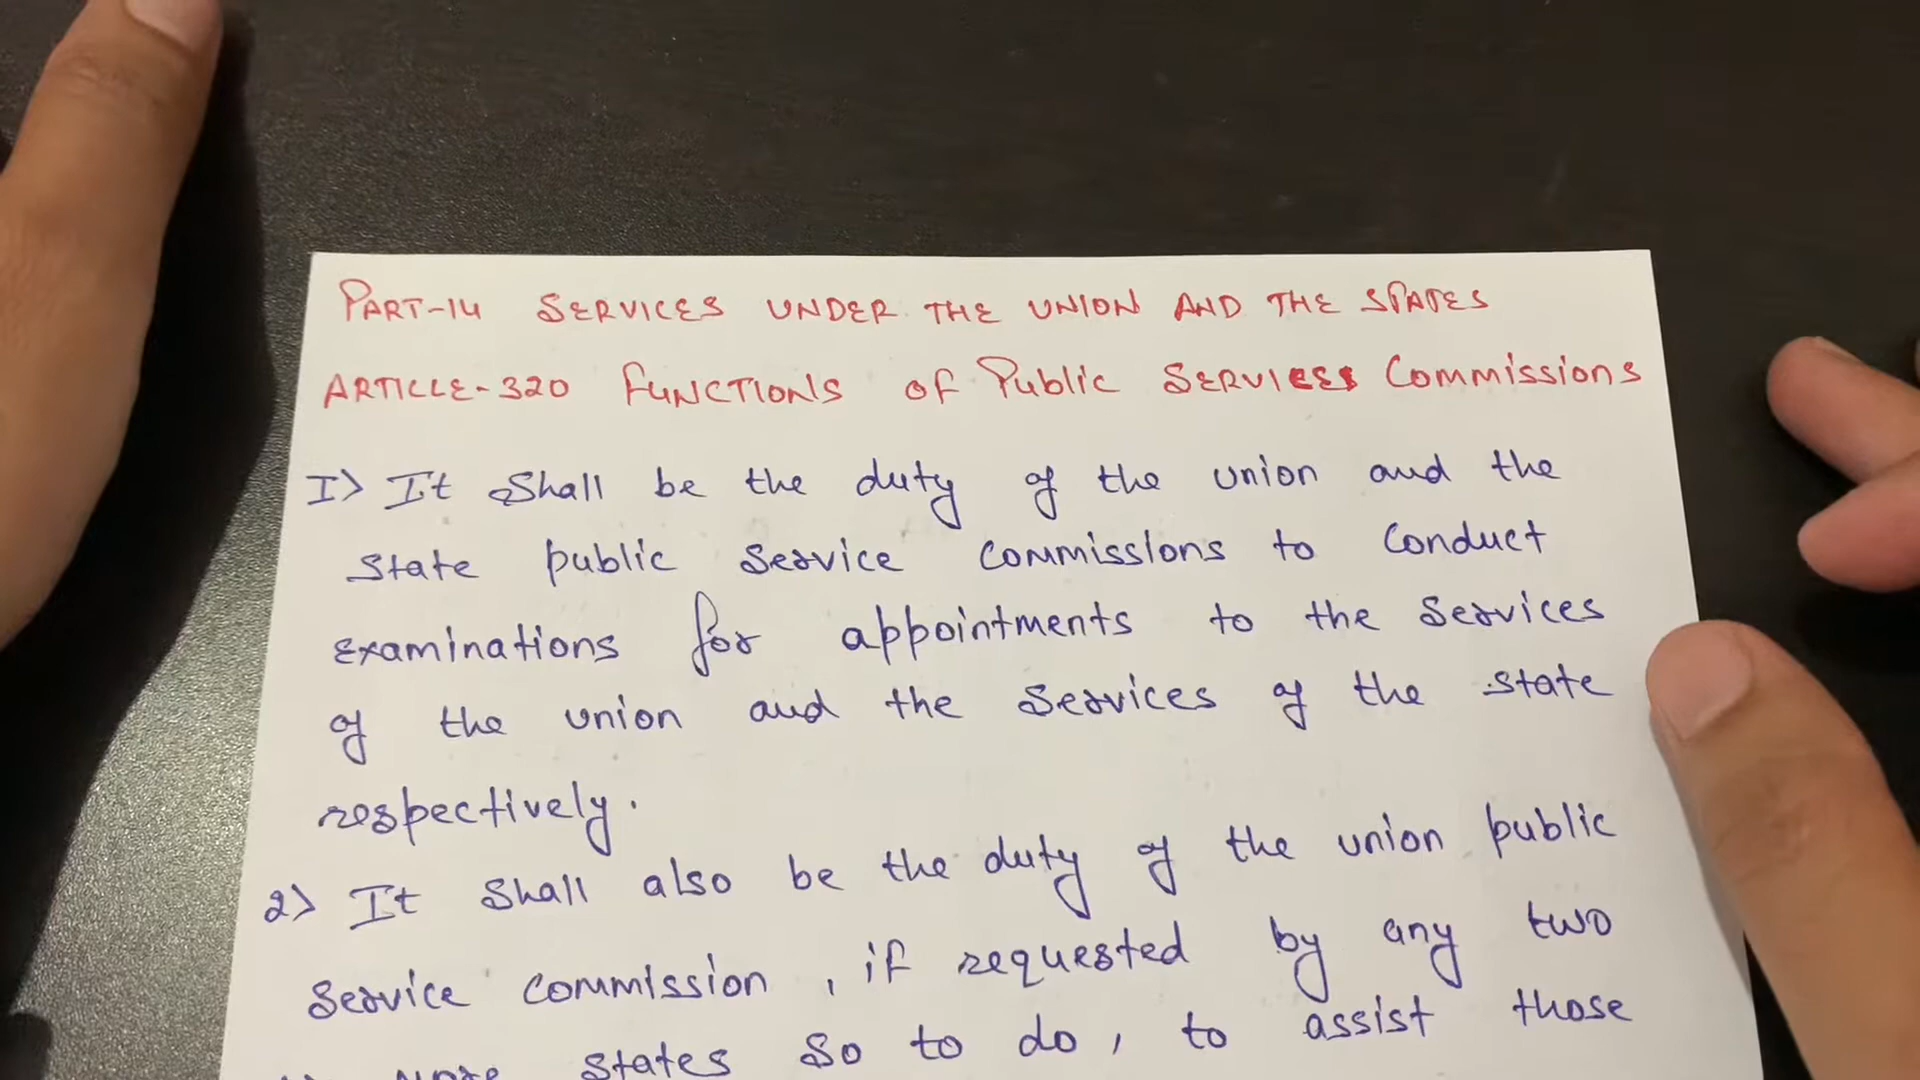 PART-14 SERVICES UNDER THE UNION AND THE STATES
ARTICLE-320 FUNCTIONS OF PUBLIC SERVICES COMMISSIONS
I) It shall be the duty of the union and the
state public service commissions to conduct
examinations for appointments to the services
of the union and the services of the state
respectively.
2) It shall also be the duty of the union public
service commission, if requested by any two
more states so to do, to assist those